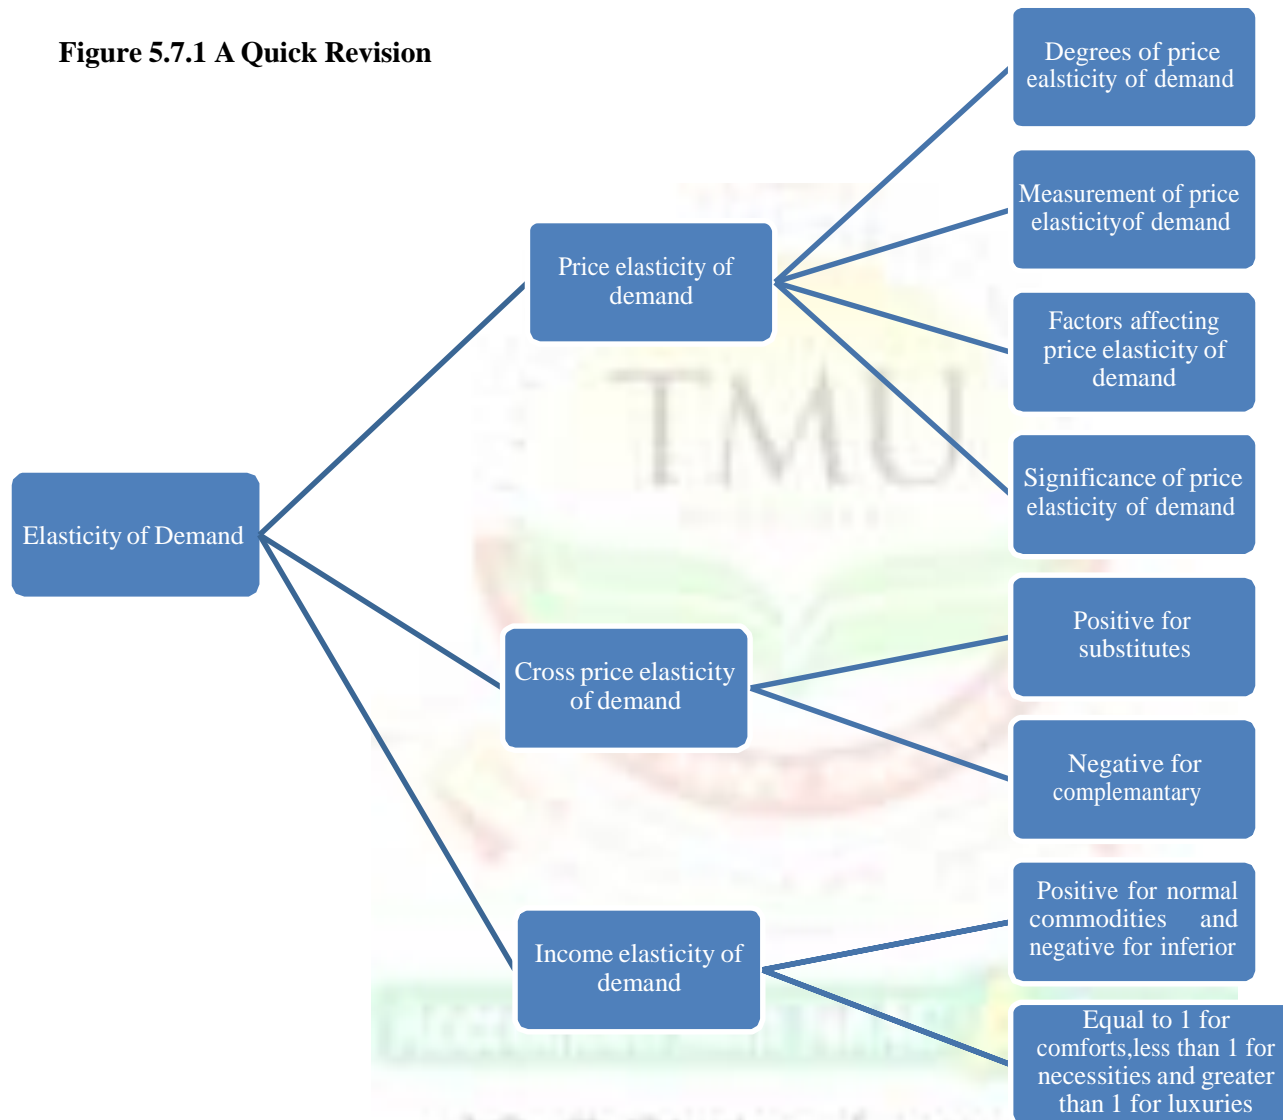 Figure 5.7.1 A Quick Revision
Degrees of price
ealsticity of demand
Measurement of price
elasticityof demand
Price elasticity of
demand
Factors affecting
price elasticity of
demand
TMU
Significance of price
elasticity of demand
Elasticity of Demand
Positive for
substitutes
Cross price elasticity
of demand
Negative for
complemantary
Positive for normal
commodities and
negative for inferior
Income elasticity of
demand
Equal to 1 for
comforts,less than 1 for
necessities and greater
than 1 for luxuries